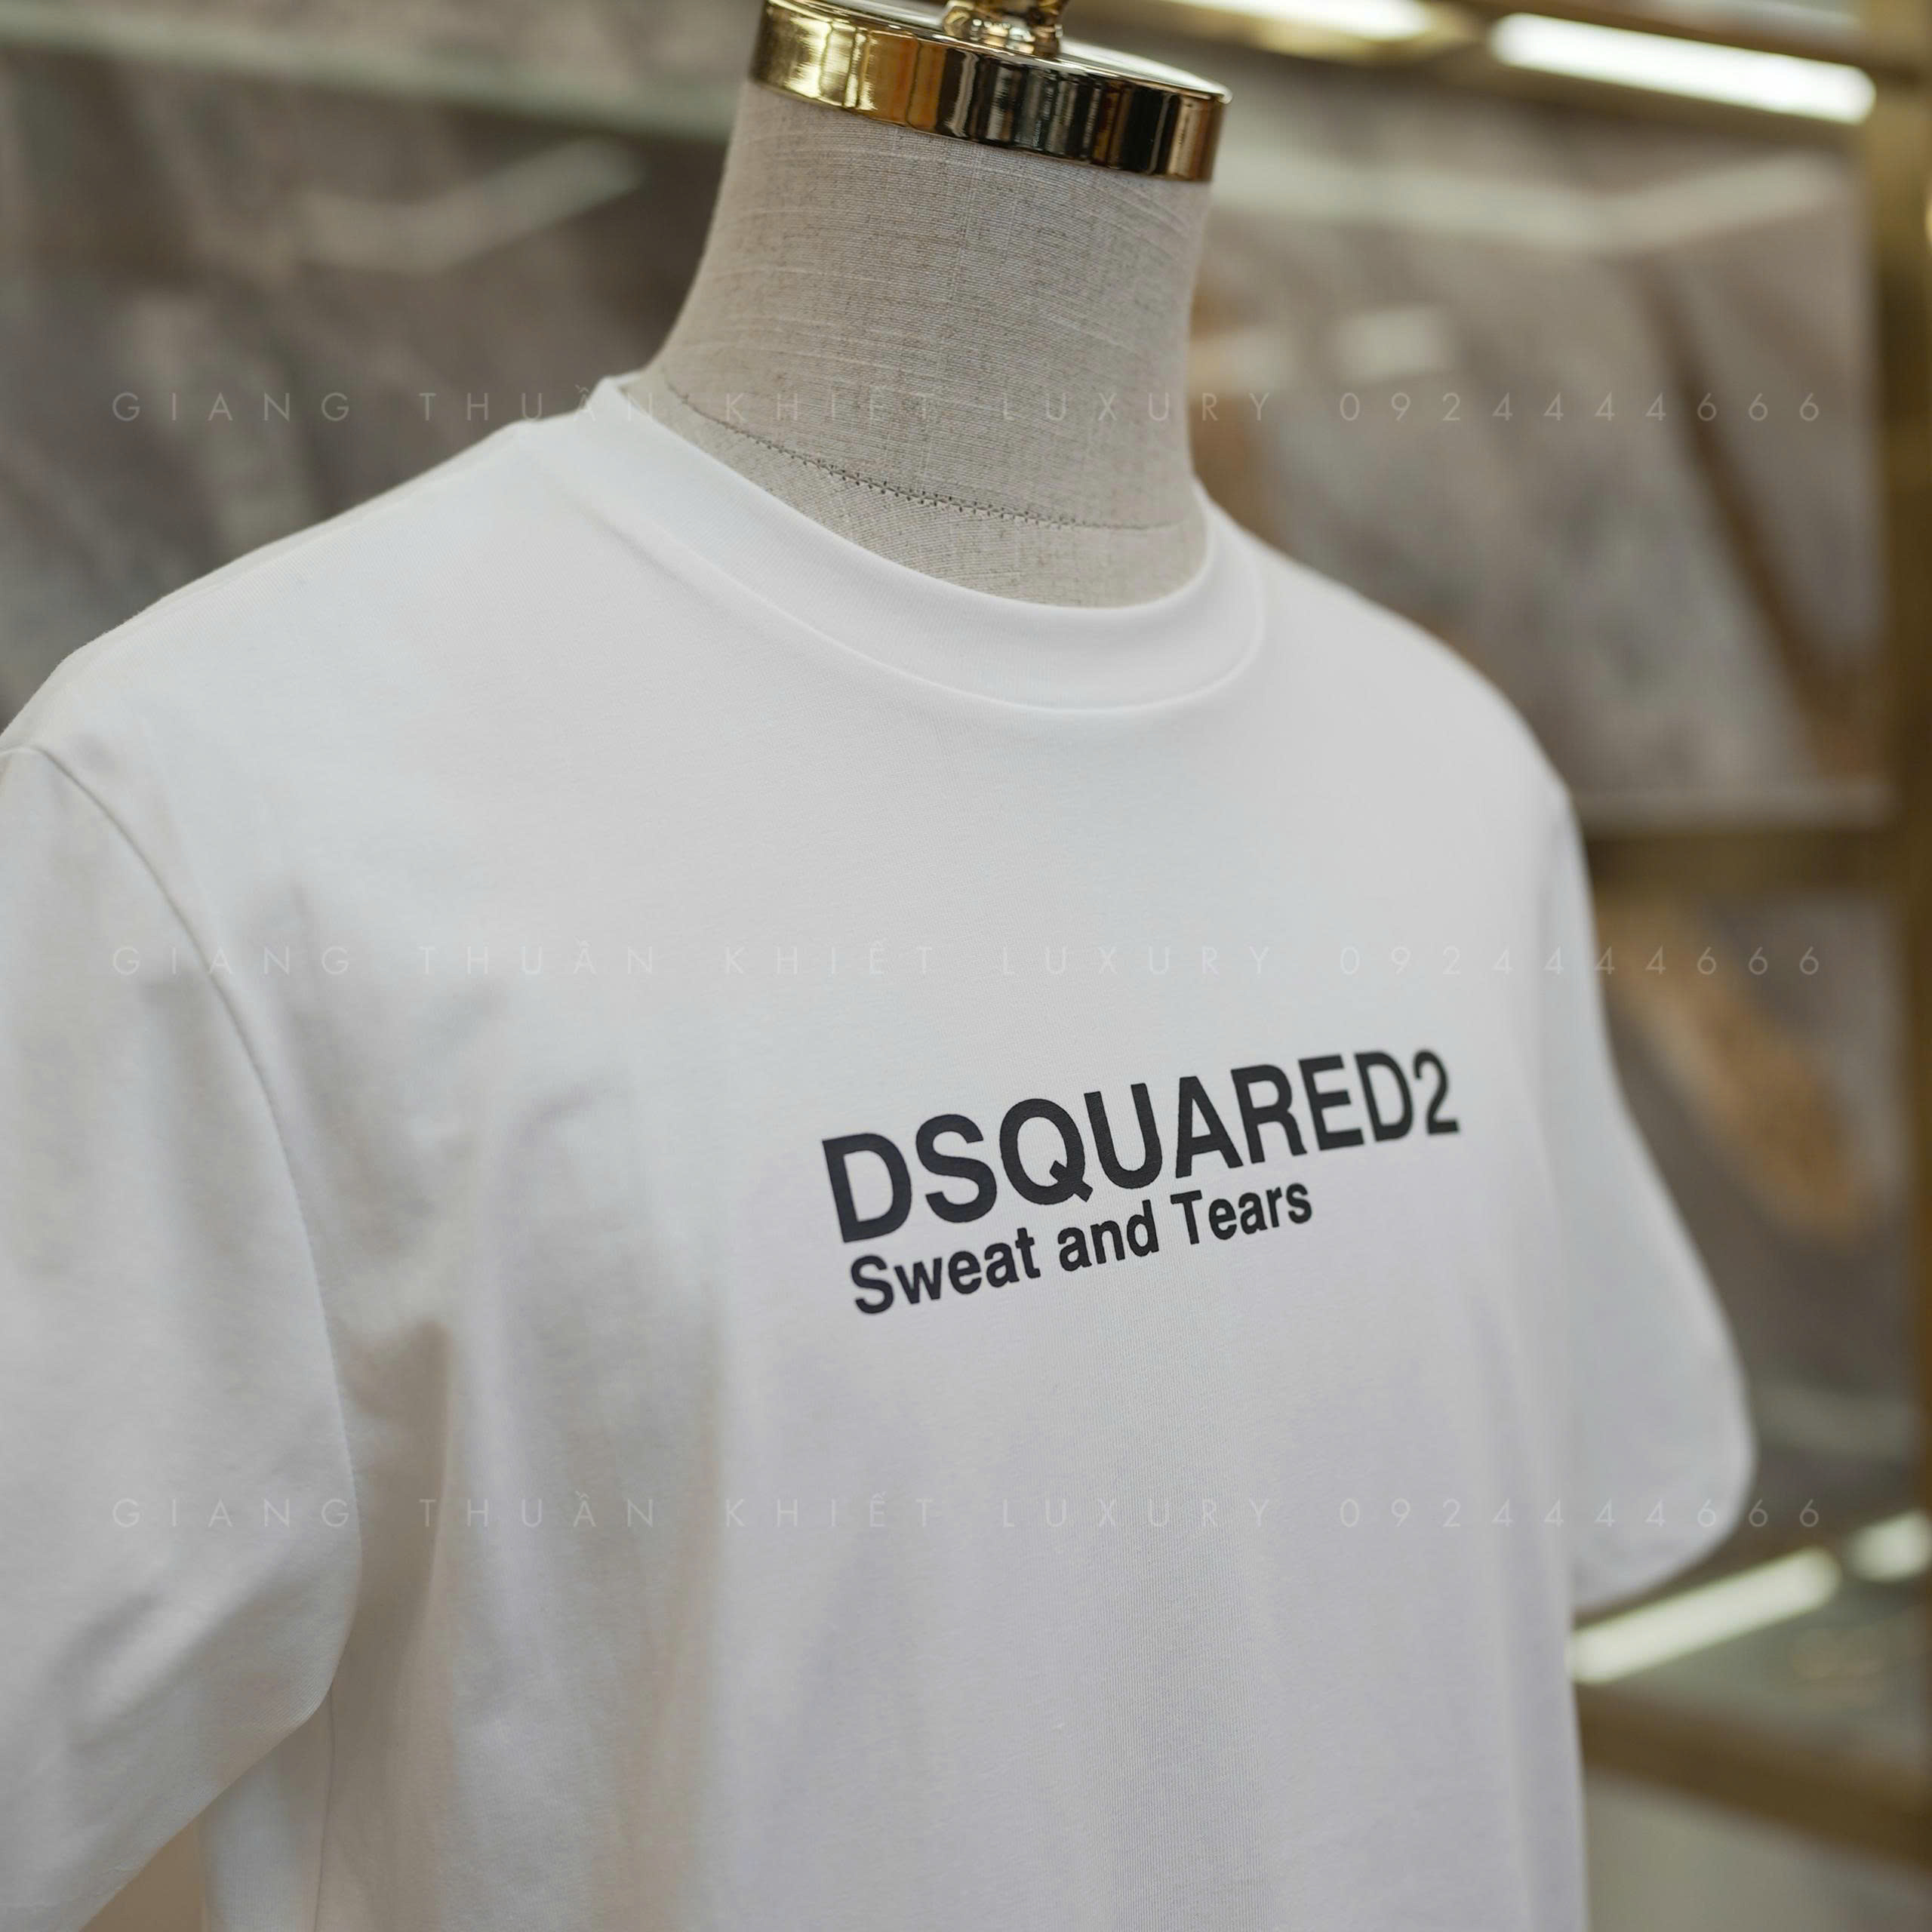 GIANG THUẦN KHIẾT LUXURY 0924444666
GIANG THUẦN KHIẾT LUXURY 0924444666
DSQUARED2
Sweat and Tears
GIANG THUẦN KHIẾT LUXURY 0924444666